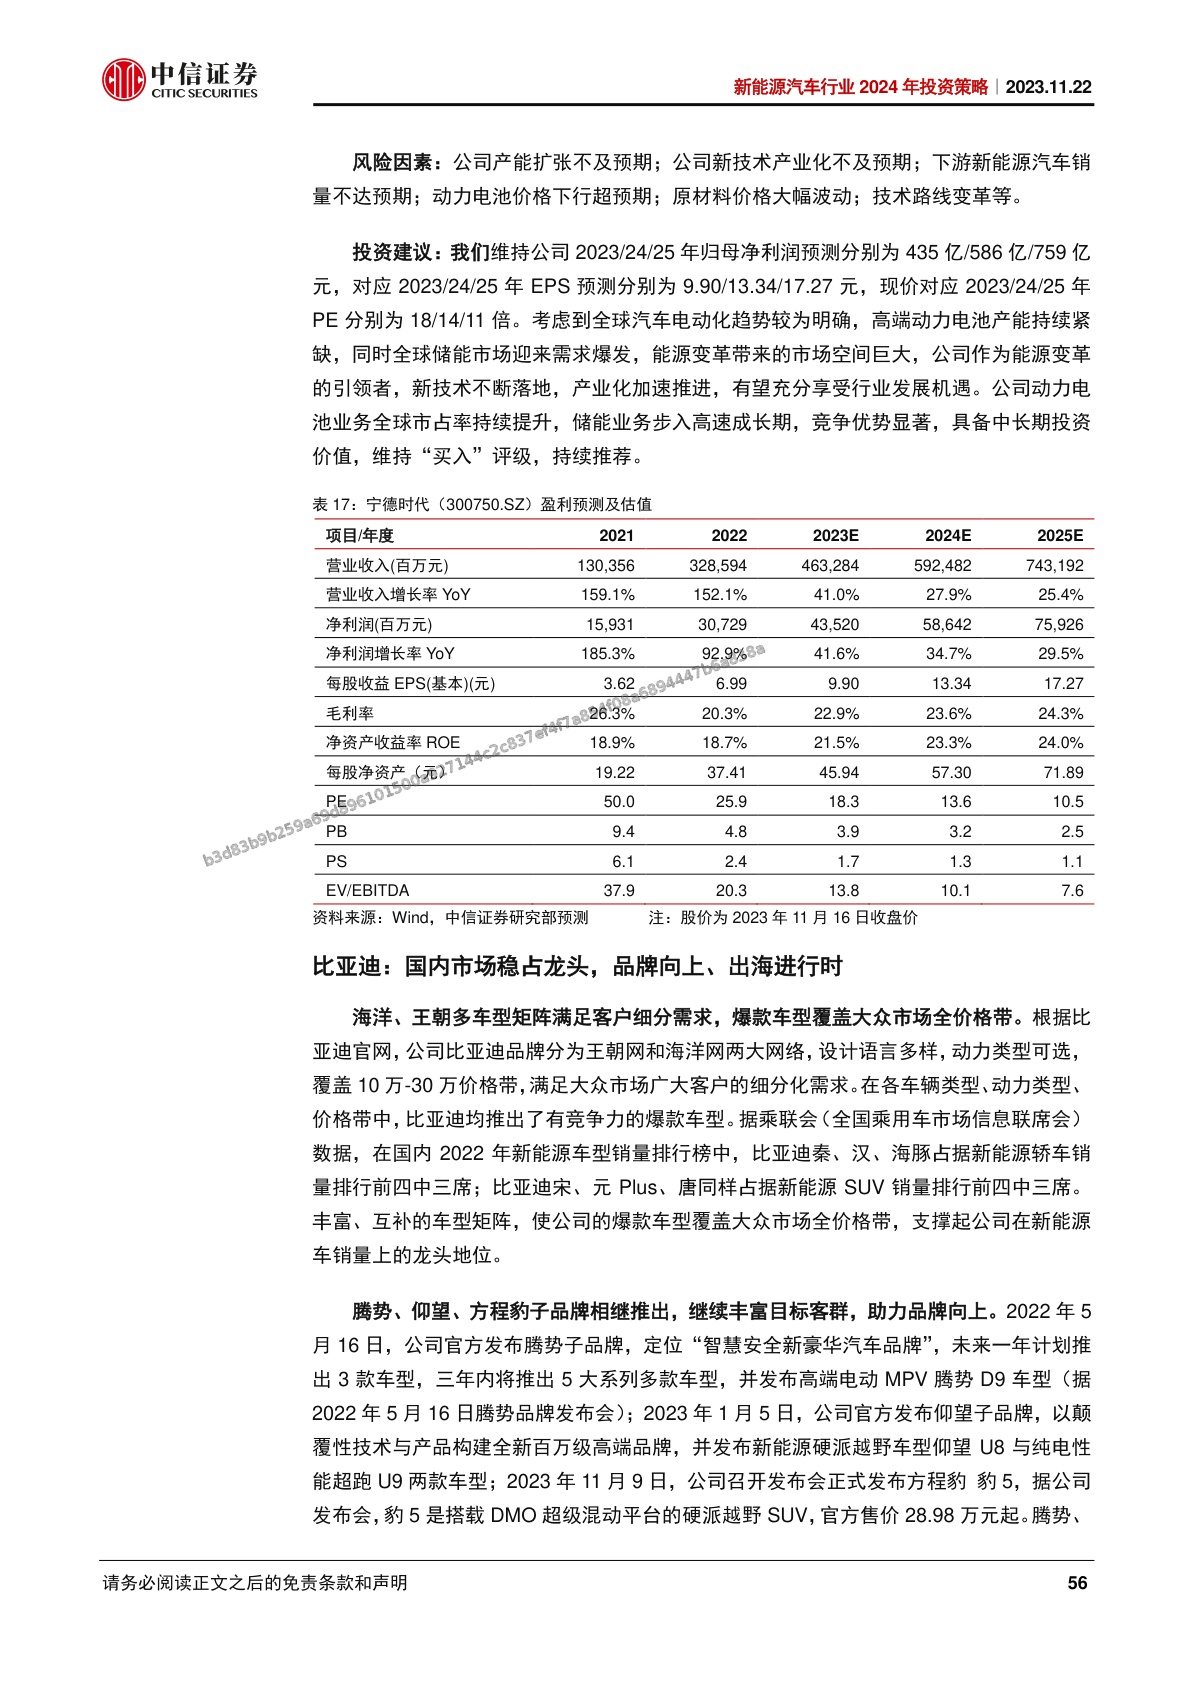 中信证券
CITIC SECURITIES
新能源汽车行业 2024 年投资策略｜2023.11.22
风险因素：公司产能扩张不及预期；公司新技术产业化不及预期；下游新能源汽车销
量不达预期；动力电池价格下行超预期；原材料价格大幅波动；技术路线变革等。
投资建议：我们维持公司 2023/24/25 年归母净利润预测分别为 435 亿/586 亿/759 亿
元，对应 2023/24/25 年 EPS 预测分别为 9.90/13.34/17.27 元，现价对应 2023/24/25 年
PE 分别为 18/14/11 倍。考虑到全球汽车电动化趋势较为明确，高端动力电池产能持续紧
缺，同时全球储能市场迎来需求爆发，能源变革带来的市场空间巨大，公司作为能源变革
的引领者，新技术不断落地，产业化加速推进，有望充分享受行业发展机遇。公司动力电
池业务全球市占率持续提升，储能业务步入高速成长期，竞争优势显著，具备中长期投资
价值，维持“买入”评级，持续推荐。
表 17：宁德时代（300750.SZ）盈利预测及估值
项目/年度 2021 2022 2023E 2024E 2025E
营业收入(百万元) 130,356 328,594 463,284 592,482 743,192
营业收入增长率 YoY 159.1% 152.1% 41.0% 27.9% 25.4%
净利润(百万元) 15,931 30,729 43,520 58,642 75,926
净利润增长率 YoY 185.3% 92.9% 41.6% 34.7% 29.5%
每股收益 EPS(基本)(元) 3.62 6.99 9.90 13.34 17.27
毛利率 26.3% 20.3% 22.9% 23.6% 24.3%
净资产收益率 ROE 18.9% 18.7% 21.5% 23.3% 24.0%
每股净资产（元） 19.22 37.41 45.94 57.30 71.89
PE 50.0 25.9 18.3 13.6 10.5
PB 9.4 4.8 3.9 3.2 2.5
PS 6.1 2.4 1.7 1.3 1.1
EV/EBITDA 37.9 20.3 13.8 10.1 7.6
资料来源：Wind，中信证券研究部预测 注：股价为 2023 年 11 月 16 日收盘价
比亚迪：国内市场稳占龙头，品牌向上、出海进行时
海洋、王朝多车型矩阵满足客户细分需求，爆款车型覆盖大众市场全价格带。根据比
亚迪官网，公司比亚迪品牌分为王朝网和海洋网两大网络，设计语言多样，动力类型可选，
覆盖 10 万-30 万价格带，满足大众市场广大客户的细分化需求。在各车辆类型、动力类型、
价格带中，比亚迪均推出了有竞争力的爆款车型。据乘联会（全国乘用车市场信息联席会）
数据，在国内 2022 年新能源车型销量排行榜中，比亚迪秦、汉、海豚占据新能源轿车销
量排行前四中三席；比亚迪宋、元 Plus、唐同样占据新能源 SUV 销量排行前四中三席。
丰富、互补的车型矩阵，使公司的爆款车型覆盖大众市场全价格带，支撑起公司在新能源
车销量上的龙头地位。
腾势、仰望、方程豹子品牌相继推出，继续丰富目标客群，助力品牌向上。2022 年 5
月 16 日，公司官方发布腾势子品牌，定位“智慧安全新豪华汽车品牌”，未来一年计划推
出 3 款车型，三年内将推出 5 大系列多款车型，并发布高端电动 MPV 腾势 D9 车型（据
2022 年 5 月 16 日腾势品牌发布会）；2023 年 1 月 5 日，公司官方发布仰望子品牌，以颠
覆性技术与产品构建全新百万级高端品牌，并发布新能源硬派越野车型仰望 U8 与纯电性
能超跑 U9 两款车型；2023 年 11 月 9 日，公司召开发布会正式发布方程豹 豹 5，据公司
发布会，豹 5 是搭载 DMO 超级混动平台的硬派越野 SUV，官方售价 28.98 万元起。腾势、
请务必阅读正文之后的免责条款和声明 56